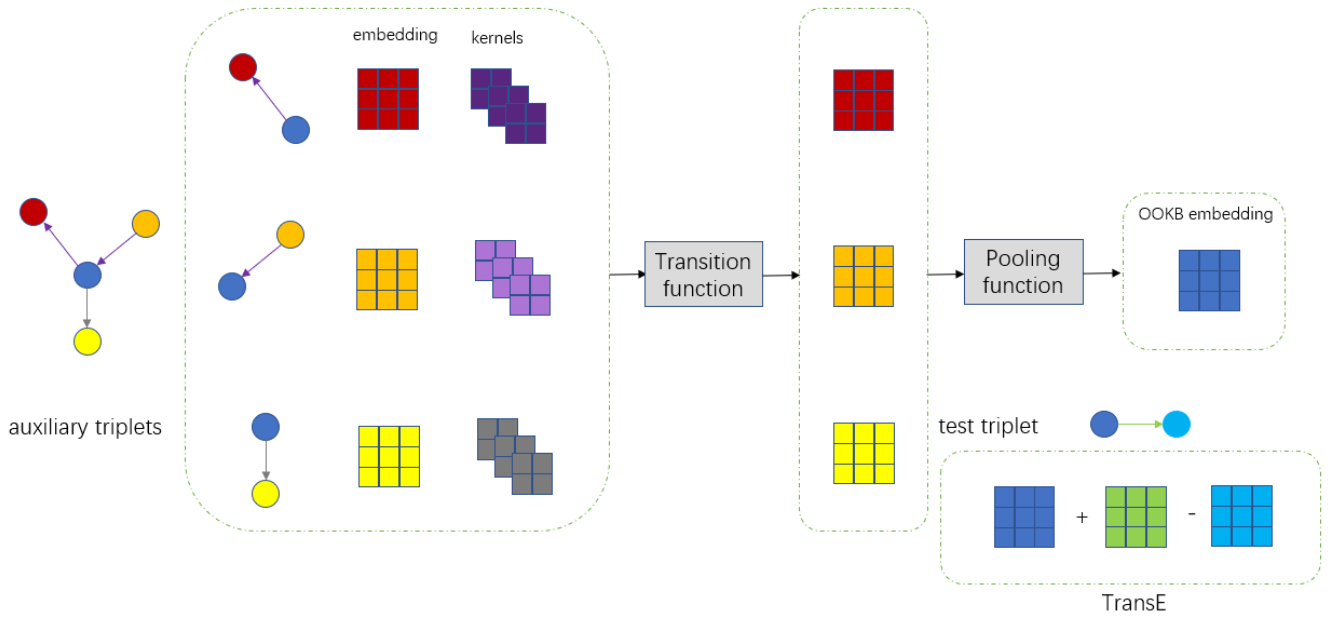 embedding
kernels
OOKB embedding
Transition
function
Pooling
function
auxiliary triplets
test triplet
+
-
TransE